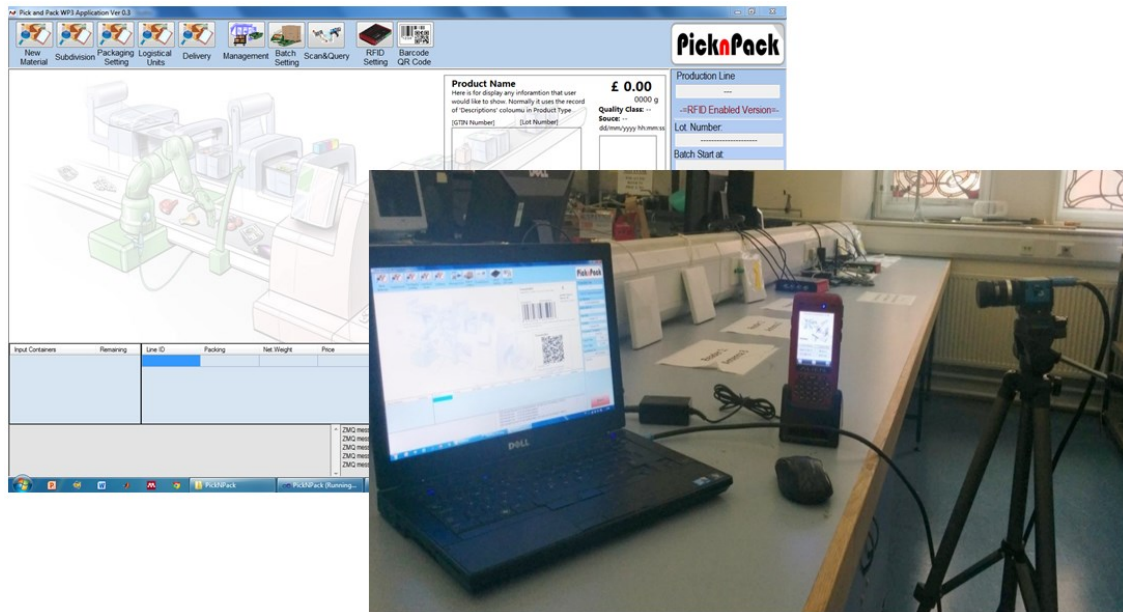 Pick and Pack WP3 Application Ver 0.3
New Material
Subdivision
Packaging Setting
Logistical Units
Delivery
Management
Batch Setting
Scan&Query
RFID Setting
Barcode QR Code
PicknPack
Product Name
Here is for display any inforamtion that user
would like to show. Normally it uses the record
of 'Descriptions' coloumn in Product Type
[GTIN Number] [Lot Number]
£ 0.00
0000 g
Quality Class: --
Souce: --
dd/mm/yyyy hh:mm:ss
Production Line
---
-=RFID Enabled Version=-
Lot Number:
---------------------
Batch Start at
Input Containers Remaining
Line ID Packing Net Weight Price
ZMQ mess
ZMQ mess
ZMQ mess
ZMQ mess
ZMQ mess
PickNPack
PickNPack (Running...
DELL
PicknPack
DELL